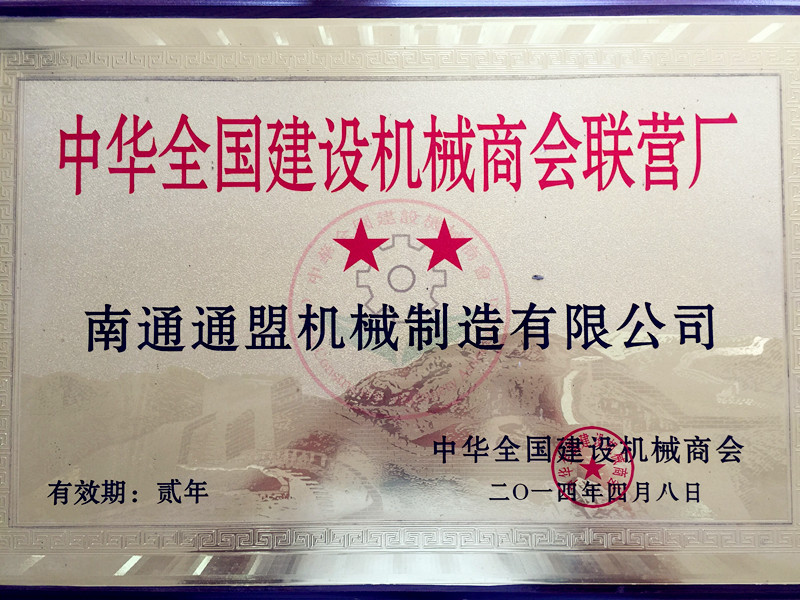 中华全国建设机械商会联营厂
南通通盟机械制造有限公司
中华全国建设机械商会
有效期：贰年
二〇一四年四月八日